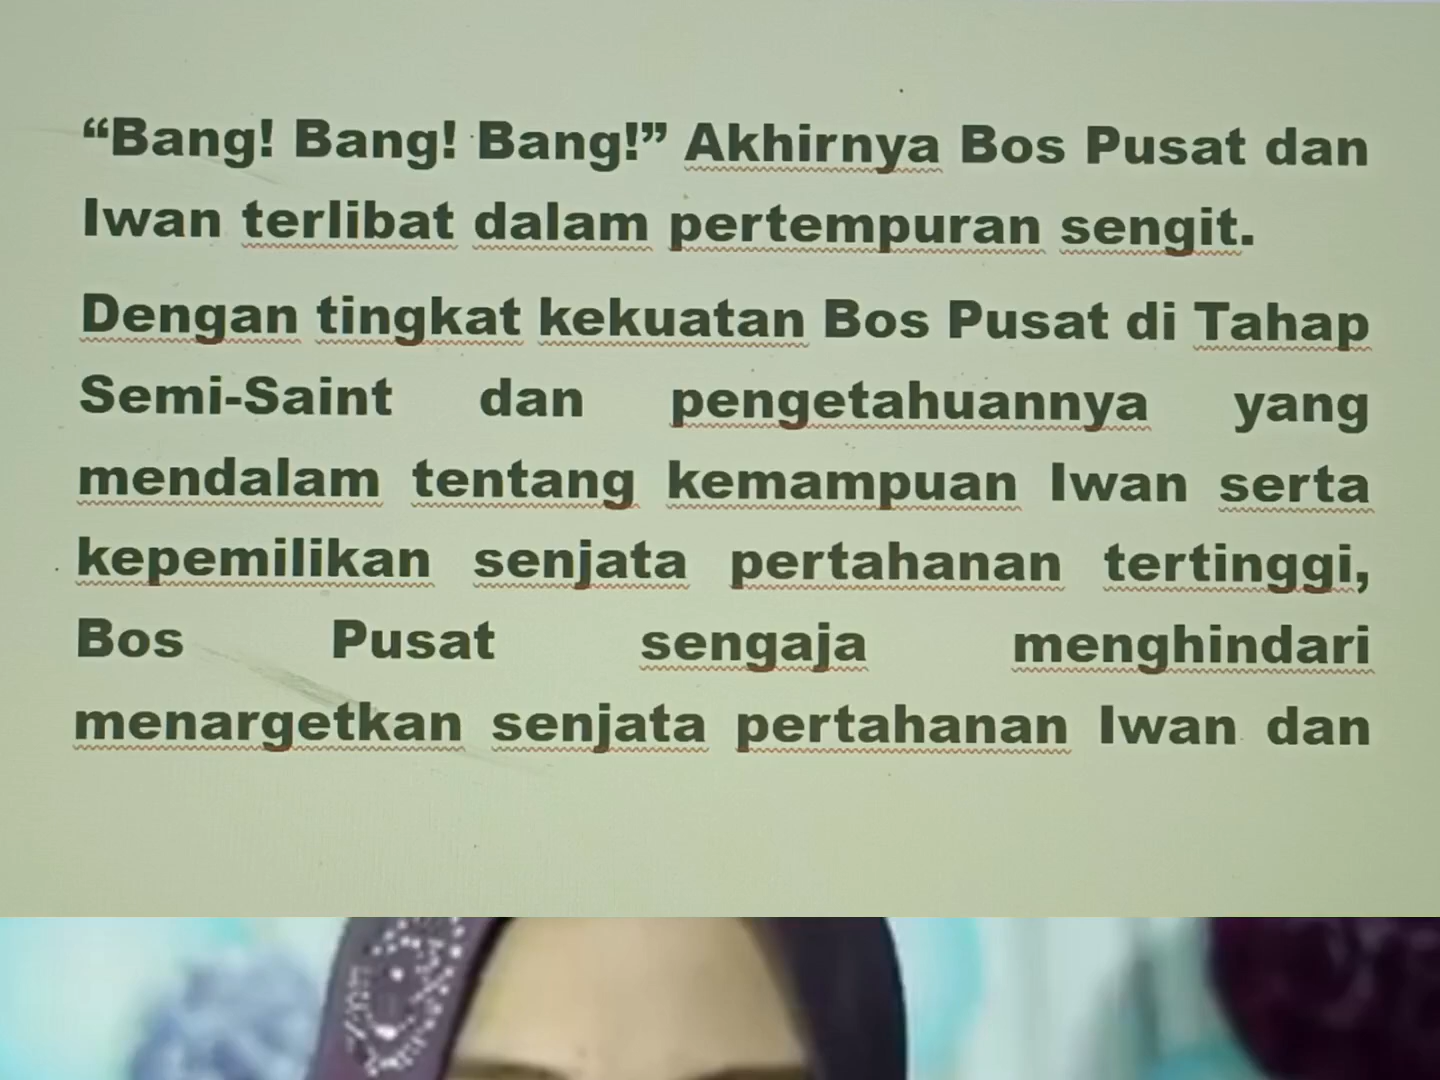 “Bang! Bang! Bang!” Akhirnya Bos Pusat dan
Iwan terlibat dalam pertempuran sengit.
Dengan tingkat kekuatan Bos Pusat di Tahap
Semi-Saint dan pengetahuannya yang
mendalam tentang kemampuan Iwan serta
kepemilikan senjata pertahanan tertinggi,
Bos Pusat sengaja menghindari
menargetkan senjata pertahanan Iwan dan